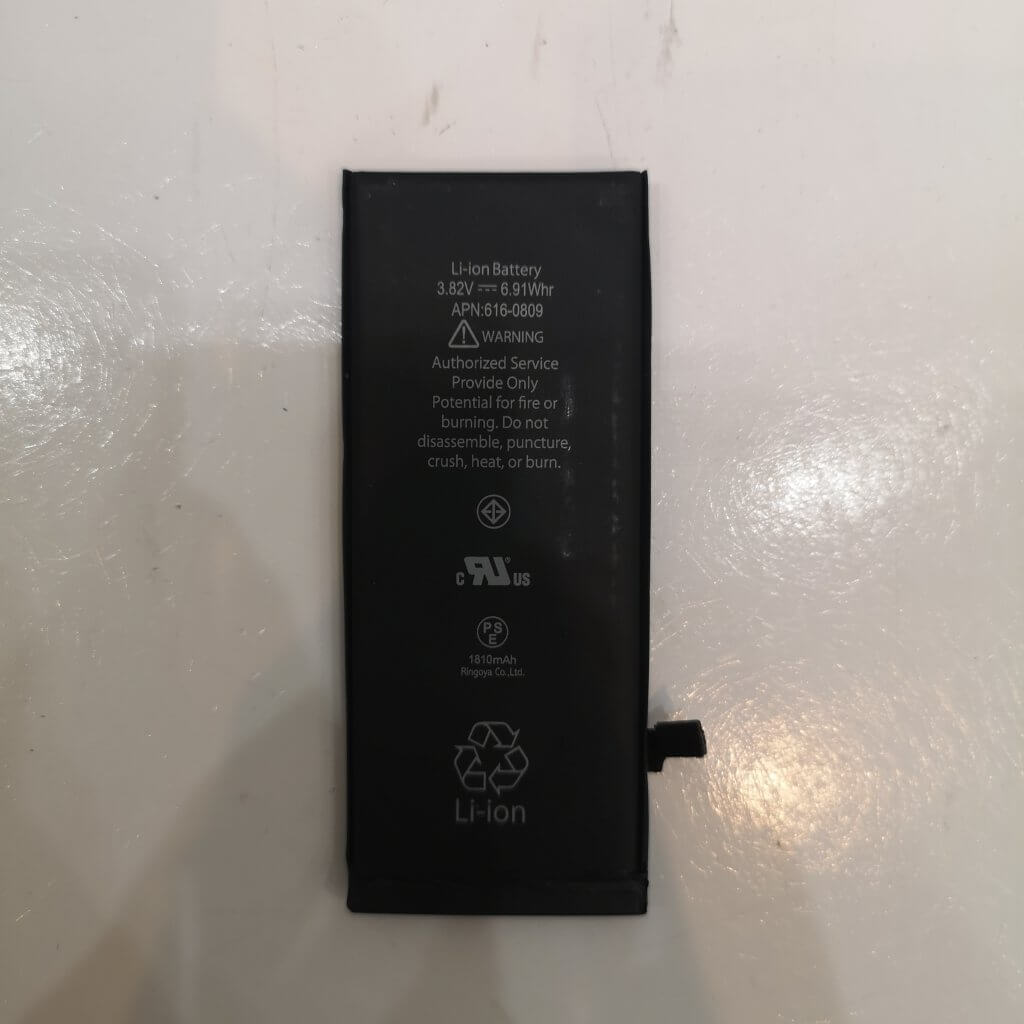 Li-ion Battery
3.82V ⎓ 6.91Whr
APN:616-0809
⚠ WARNING
Authorized Service
Provide Only
Potential for fire or
burning. Do not
disassemble, puncture,
crush, heat, or burn.
c RU® US
PS
E
1810mAh
Ringoya Co.,Ltd.
Li-ion